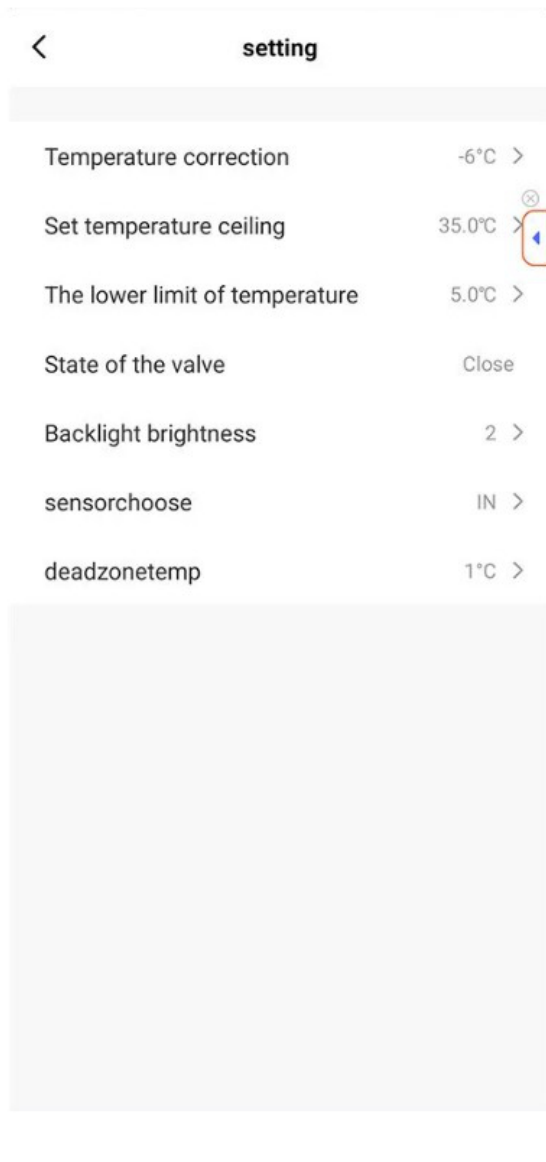 setting
Temperature correction -6°C
Set temperature ceiling 35.0℃
The lower limit of temperature 5.0℃
State of the valve Close
Backlight brightness 2
sensorchoose IN
deadzonetemp 1°C